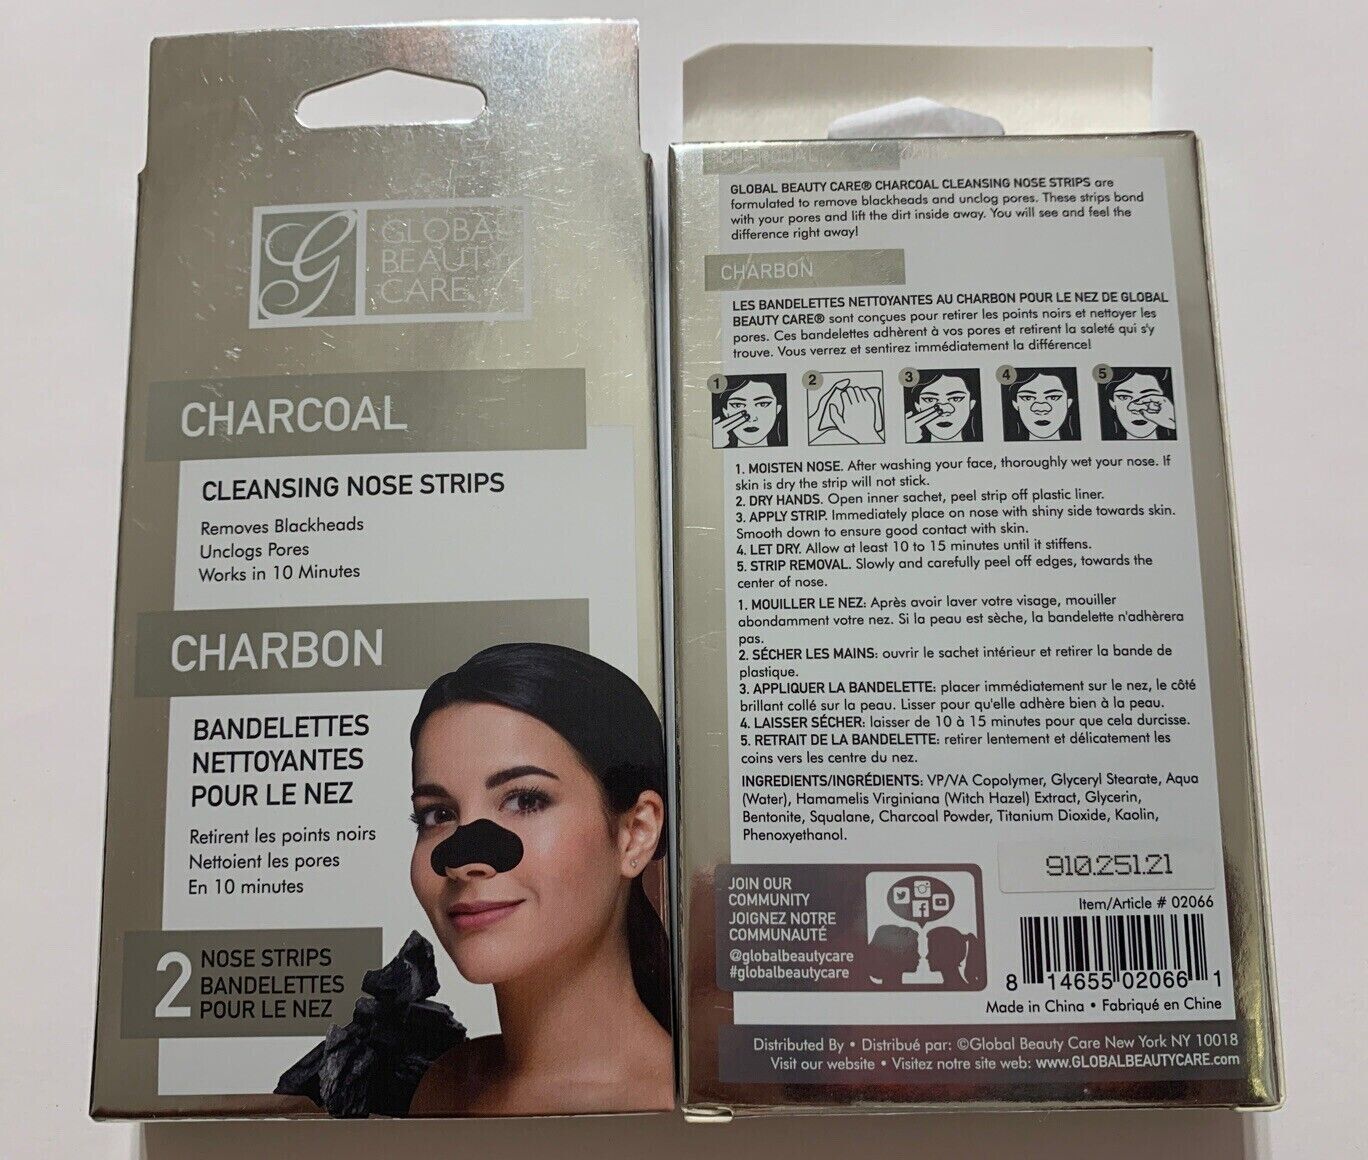 GLOBAL
BEAUTY
CARE
CHARCOAL
CLEANSING NOSE STRIPS
Removes Blackheads
Unclogs Pores
Works in 10 Minutes
CHARBON
BANDELETTES
NETTOYANTES
POUR LE NEZ
Retirent les points noirs
Nettoient les pores
En 10 minutes
2 NOSE STRIPS
BANDELETTES
POUR LE NEZ
CHARCOAL
GLOBAL BEAUTY CARE® CHARCOAL CLEANSING NOSE STRIPS are
formulated to remove blackheads and unclog pores. These strips bond
with your pores and lift the dirt inside away. You will see and feel the
difference right away!
CHARBON
LES BANDELETTES NETTOYANTES AU CHARBON POUR LE NEZ DE GLOBAL
BEAUTY CARE® sont conçues pour retirer les points noirs et nettoyer les
pores. Ces bandelettes adhèrent à vos pores et retirent la saleté qui s'y
trouve. Vous verrez et sentirez immédiatement la différence!
1 2 3 4 5
1. MOISTEN NOSE. After washing your face, thoroughly wet your nose. If
skin is dry the strip will not stick.
2. DRY HANDS. Open inner sachet, peel strip off plastic liner.
3. APPLY STRIP. Immediately place on nose with shiny side towards skin.
Smooth down to ensure good contact with skin.
4. LET DRY. Allow at least 10 to 15 minutes until it stiffens.
5. STRIP REMOVAL. Slowly and carefully peel off edges, towards the
center of nose.
1. MOUILLER LE NEZ: Après avoir laver votre visage, mouiller
abondamment votre nez. Si la peau est sèche, la bandelette n'adhèrera
pas.
2. SÉCHER LES MAINS: ouvrir le sachet intérieur et retirer la bande de
plastique.
3. APPLIQUER LA BANDELETTE: placer immédiatement sur le nez, le côté
brillant collé sur la peau. Lisser pour qu'elle adhère bien à la peau.
4. LAISSER SÉCHER: laisser de 10 à 15 minutes pour que cela durcisse.
5. RETRAIT DE LA BANDELETTE: retirer lentement et délicatement les
coins vers les centre du nez.
INGREDIENTS/INGRÉDIENTS: VP/VA Copolymer, Glyceryl Stearate, Aqua
(Water), Hamamelis Virginiana (Witch Hazel) Extract, Glycerin,
Bentonite, Squalane, Charcoal Powder, Titanium Dioxide, Kaolin,
Phenoxyethanol.
JOIN OUR
COMMUNITY
JOIGNEZ NOTRE
COMMUNAUTÉ
@globalbeautycare
#globalbeautycare
910.251.21
Item/Article # 02066
8 14655 02066 1
Made in China • Fabriqué en Chine
Distributed By • Distribué par: ©Global Beauty Care New York NY 10018
Visit our website • Visitez notre site web: www.GLOBALBEAUTYCARE.com